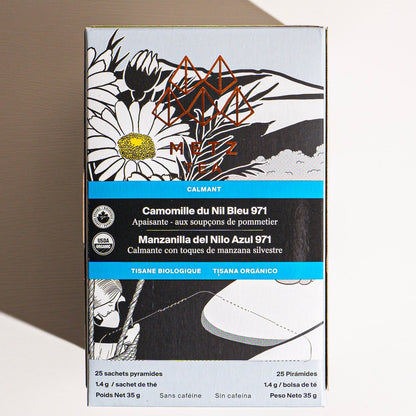 METZ
TEA
CALMANT
Camomille du Nil Bleu 971
Apaisante - aux soupçons de pommetier
Manzanilla del Nilo Azul 971
Calmante con toques de manzana silvestre
USDA
ORGANIC
TISANE BIOLOGIQUE TISANA ORGÁNICO
25 sachets pyramides
1.4 g / sachet de thé
Poids Net 35 g
Sans caféine Sin cafeína
25 Pirámides
1.4 g / bolsa de té
Peso Neto 35 g